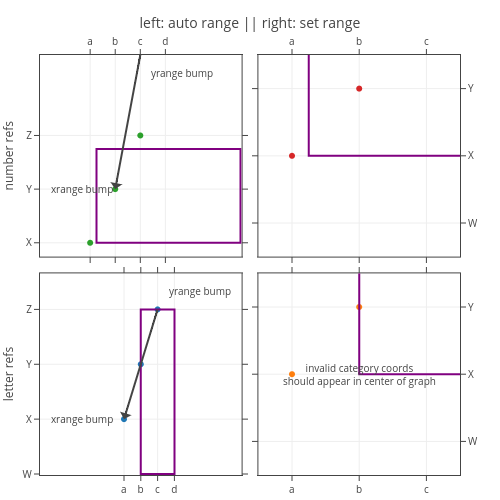 left: auto range || right: set range
a b c d
a b c
yrange bump
number refs
Z
Y
X
xrange bump
Y
X
W
yrange bump
letter refs
Z
Y
X
W
xrange bump
invalid category coords
should appear in center of graph
Y
X
W
a b c d
a b c